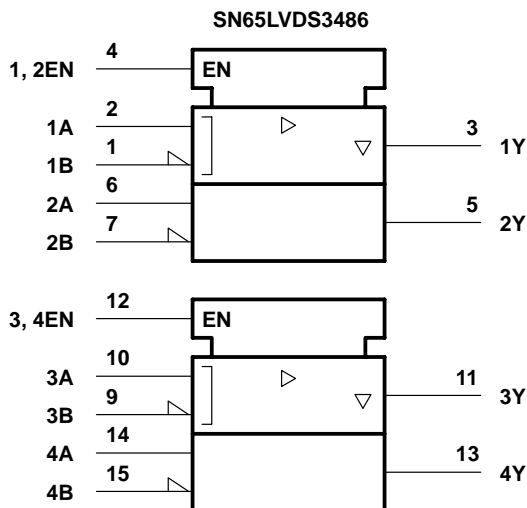 SN65LVDS3486
4
1, 2EN
EN
2
1A
3
1Y
1
1B
6
2A
5
2Y
7
2B
12
3, 4EN
EN
10
3A
11
3Y
9
3B
14
4A
13
4Y
15
4B